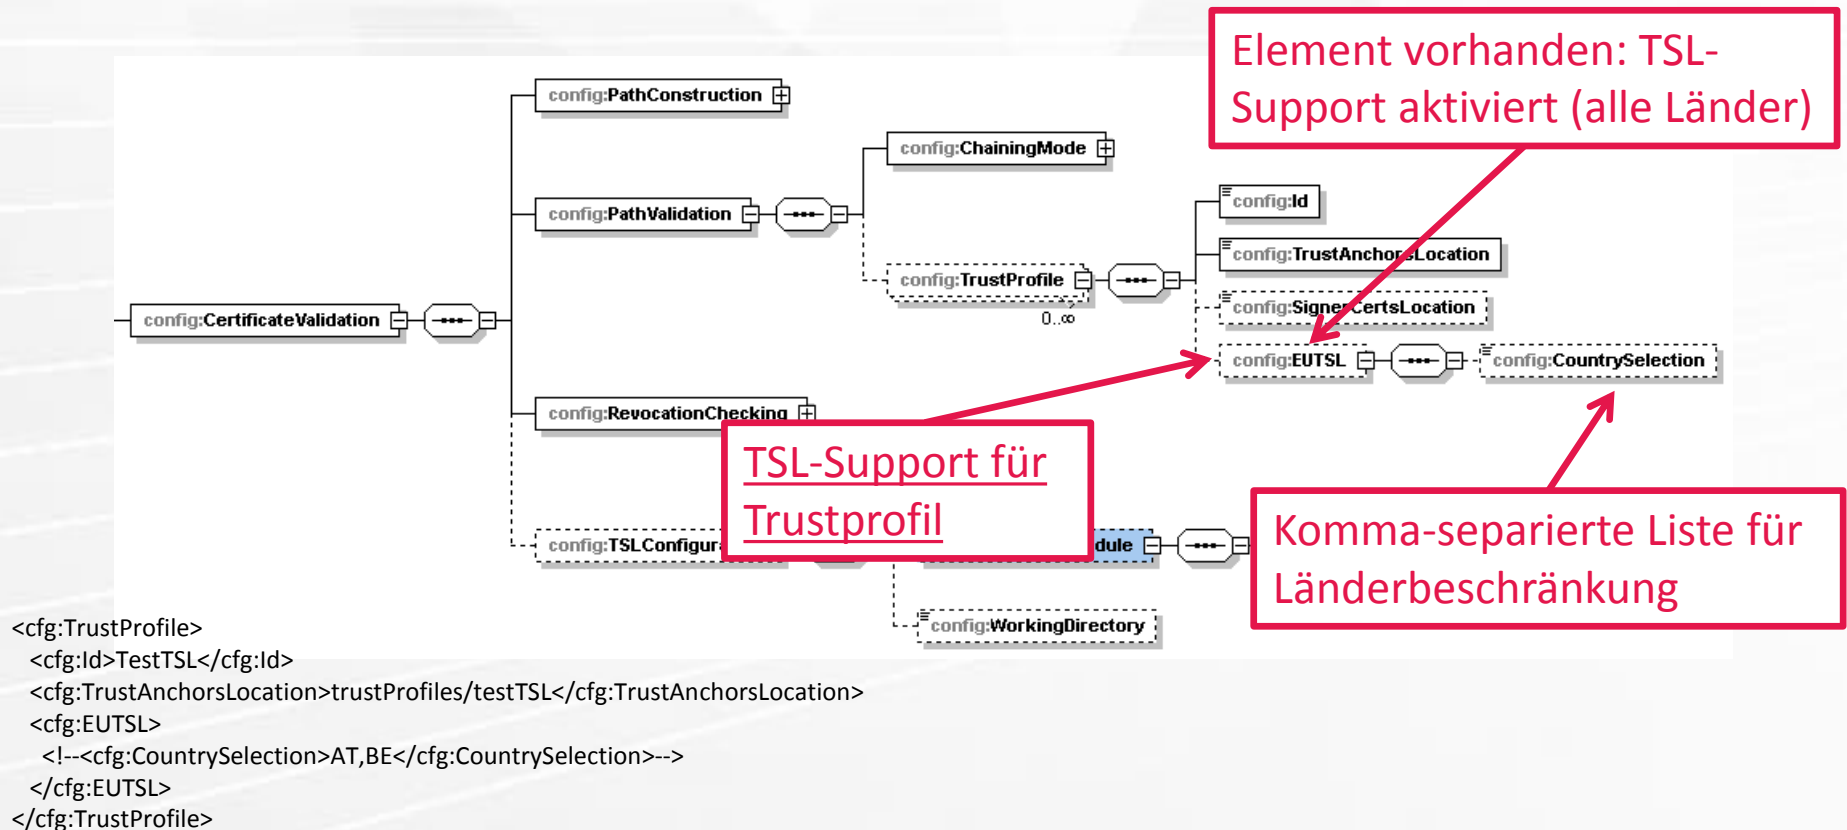 Element vorhanden: TSL-
Support aktiviert (alle Länder)
config:PathConstruction
config:ChainingMode
config:PathValidation
config:Id
config:TrustAnchorsLocation
config:TrustProfile
0..∞
config:SignerCertsLocation
config:CertificateValidation
config:EUTSL
config:CountrySelection
config:RevocationChecking
TSL-Support für
Trustprofil
Komma-separierte Liste für
Länderbeschränkung
config:TSLConfigura
dule
config:WorkingDirectory
<cfg:TrustProfile>
<cfg:Id>TestTSL</cfg:Id>
<cfg:TrustAnchorsLocation>trustProfiles/testTSL</cfg:TrustAnchorsLocation>
<cfg:EUTSL>
<!--<cfg:CountrySelection>AT,BE</cfg:CountrySelection>-->
</cfg:EUTSL>
</cfg:TrustProfile>